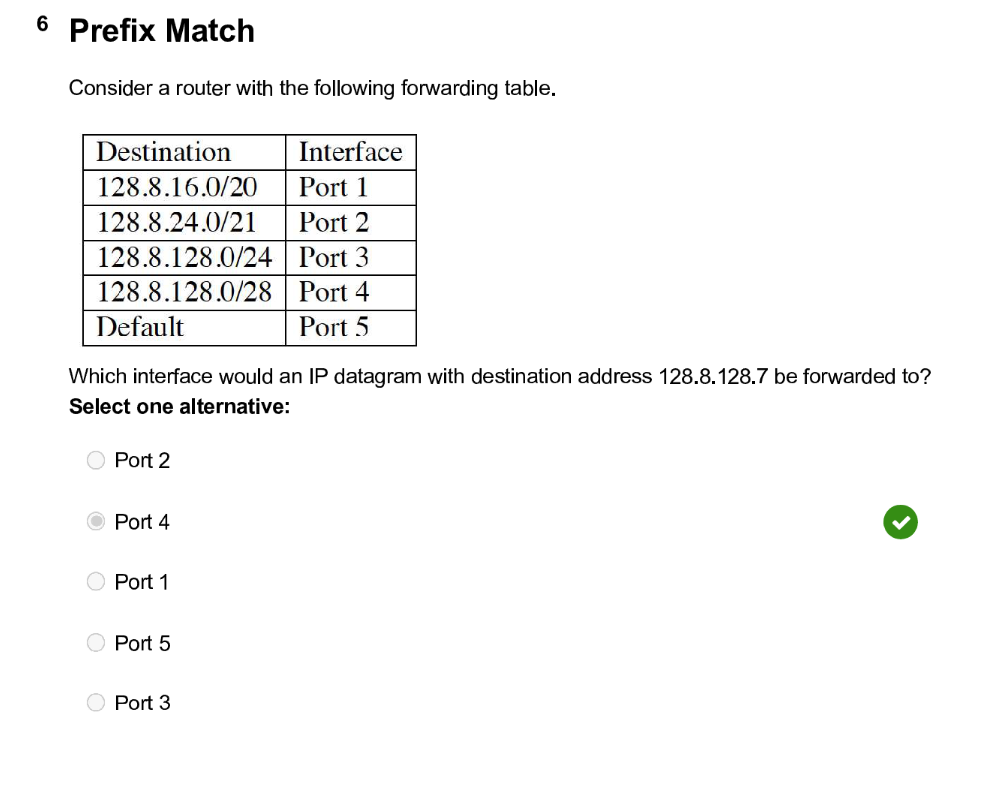 6 Prefix Match
Consider a router with the following forwarding table.
Destination Interface
128.8.16.0/20 Port 1
128.8.24.0/21 Port 2
128.8.128.0/24 Port 3
128.8.128.0/28 Port 4
Default Port 5
Which interface would an IP datagram with destination address 128.8.128.7 be forwarded to?
Select one alternative:
Port 2
Port 4
Port 1
Port 5
Port 3